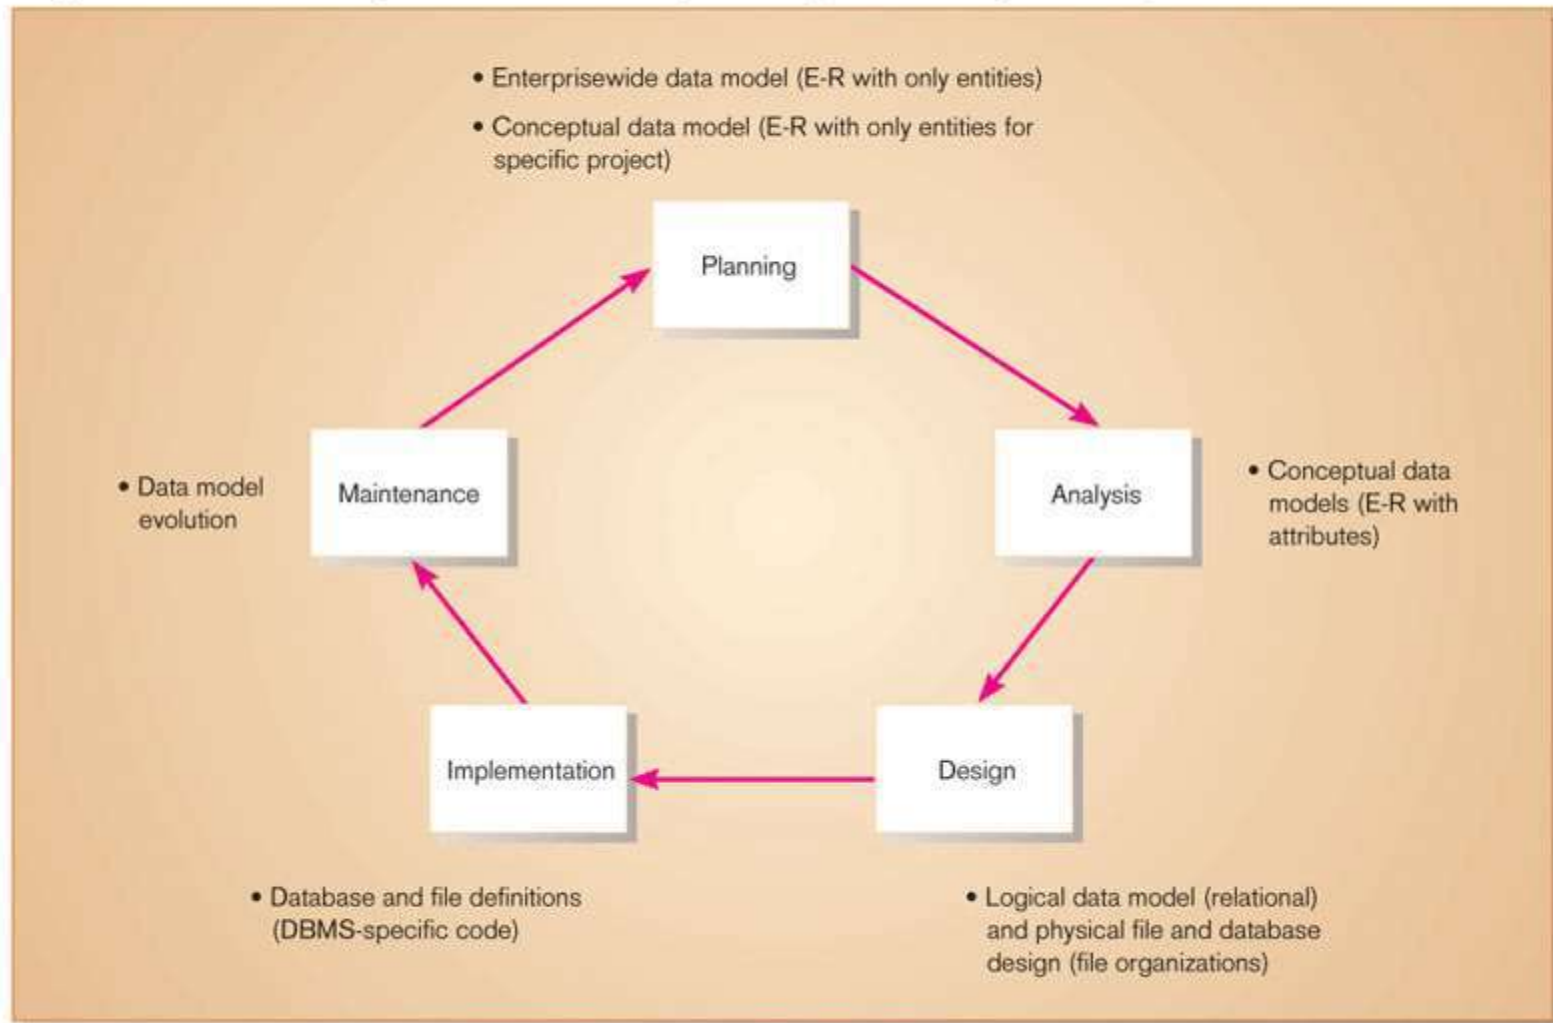 • Enterprisewide data model (E-R with only entities)
• Conceptual data model (E-R with only entities for
specific project)
Planning
Maintenance
Analysis
• Data model
evolution
• Conceptual data
models (E-R with
attributes)
Implementation
Design
• Database and file definitions
(DBMS-specific code)
• Logical data model (relational)
and physical file and database
design (file organizations)